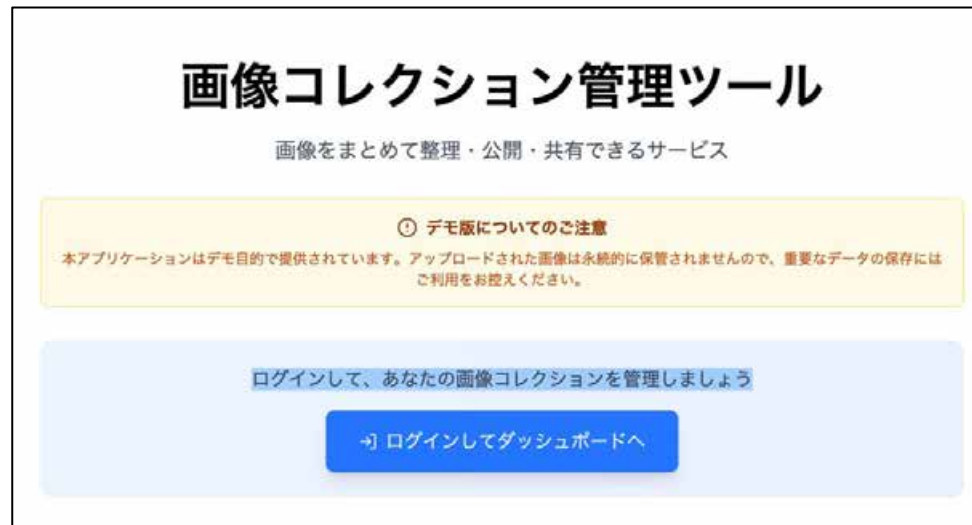 画像コレクション管理ツール
画像をまとめて整理・公開・共有できるサービス
デモ版についてのご注意
本アプリケーションはデモ目的で提供されています。アップロードされた画像は永続的に保管されませんので、重要なデータの保存には
ご利用をお控えください。
ログインして、あなたの画像コレクションを管理しましょう
ログインしてダッシュボードへ